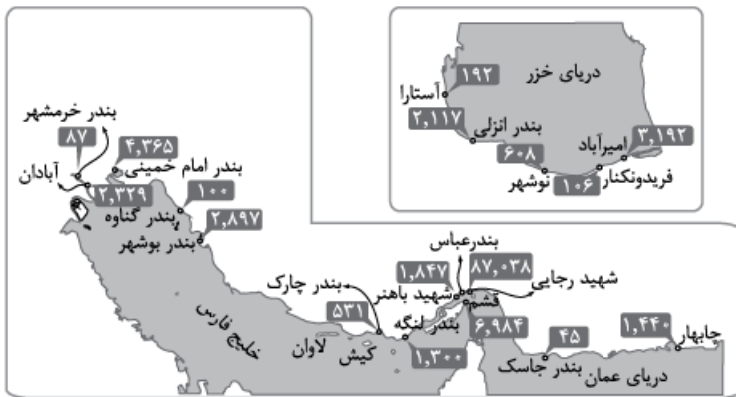 دریای خزر
۱۹۲
آستارا
۲,۱۱۷
بندر انزلی
۶۰۸
نوشهر
۳,۱۹۲
امیرآباد
۱۰۶
فریدونکنار
بندر خرمشهر
۸۷
۴,۳۶۵
بندر امام خمینی
آبادان
۲,۳۲۹
۱۰۰
بندر گناوه
۲,۸۹۷
بندر بوشهر
خلیج فارس
بندر چارک
۵۳۱
لاوان
کیش
بندر لنگه
۱,۳۰۰
بندرعباس
۱,۸۴۷
۸۷,۰۳۸
شهید رجایی
شهید باهنر
قشم
۶,۹۸۴
۴۵
بندر جاسک
۱,۴۴۰
چابهار
دریای عمان